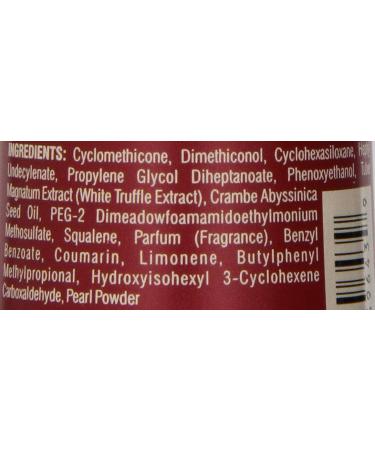 INGREDIENTS: Cyclomethicone, Dimethiconol, Cyclohexasiloxane,
Undecylenate, Propylene Glycol Diheptanoate, Phenoxyethanol,
Magnatum Extract (White Truffle Extract), Crambe Abyssinica
Seed Oil, PEG-2 Dimeadowfoamamidoethylmonium
Methosulfate, Squalene, Parfum (Fragrance), Benzyl
Benzoate, Coumarin, Limonene, Butylphenyl
Methylpropional, Hydroxyisohexyl 3-Cyclohexene
Carboxaldehyde, Pearl Powder